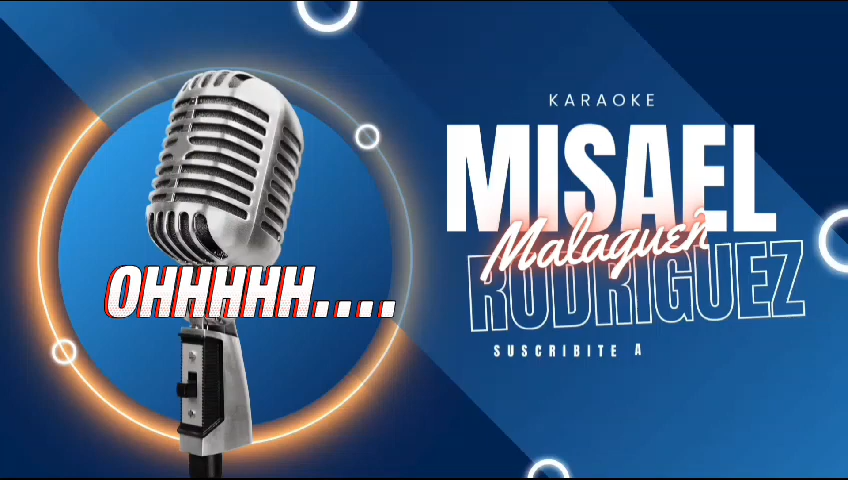 KARAOKE
MISAEL
Malagueñ
RODRIGUEZ
SUSCRIBITE A
OHHHHH....